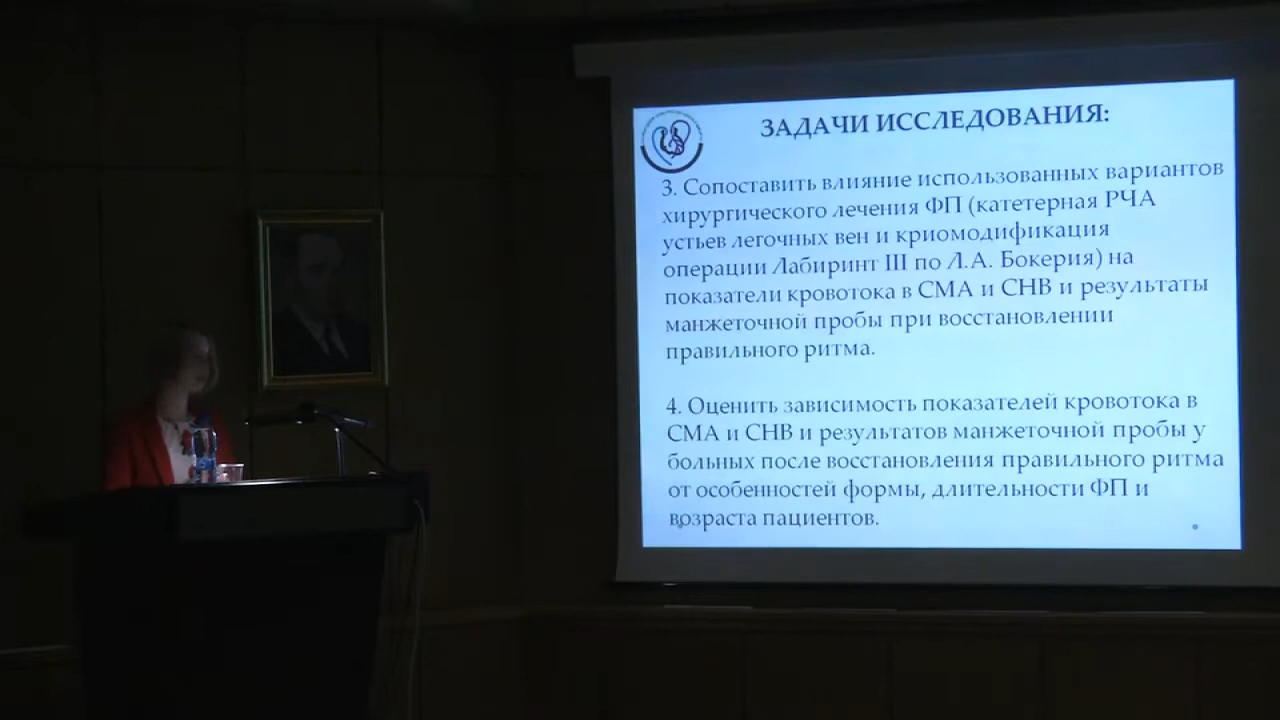 ЗАДАЧИ ИССЛЕДОВАНИЯ:
3. Сопоставить влияние использованных вариантов
хирургического лечения ФП (катетерная РЧА
устьев легочных вен и криомодификация
операции Лабиринт III по Л.А. Бокерия) на
показатели кровотока в СМА и СНВ и результаты
манжеточной пробы при восстановлении
правильного ритма.
4. Оценить зависимость показателей кровотока в
СМА и СНВ и результатов манжеточной пробы у
больных после восстановления правильного ритма
от особенностей формы, длительности ФП и
возраста пациентов.